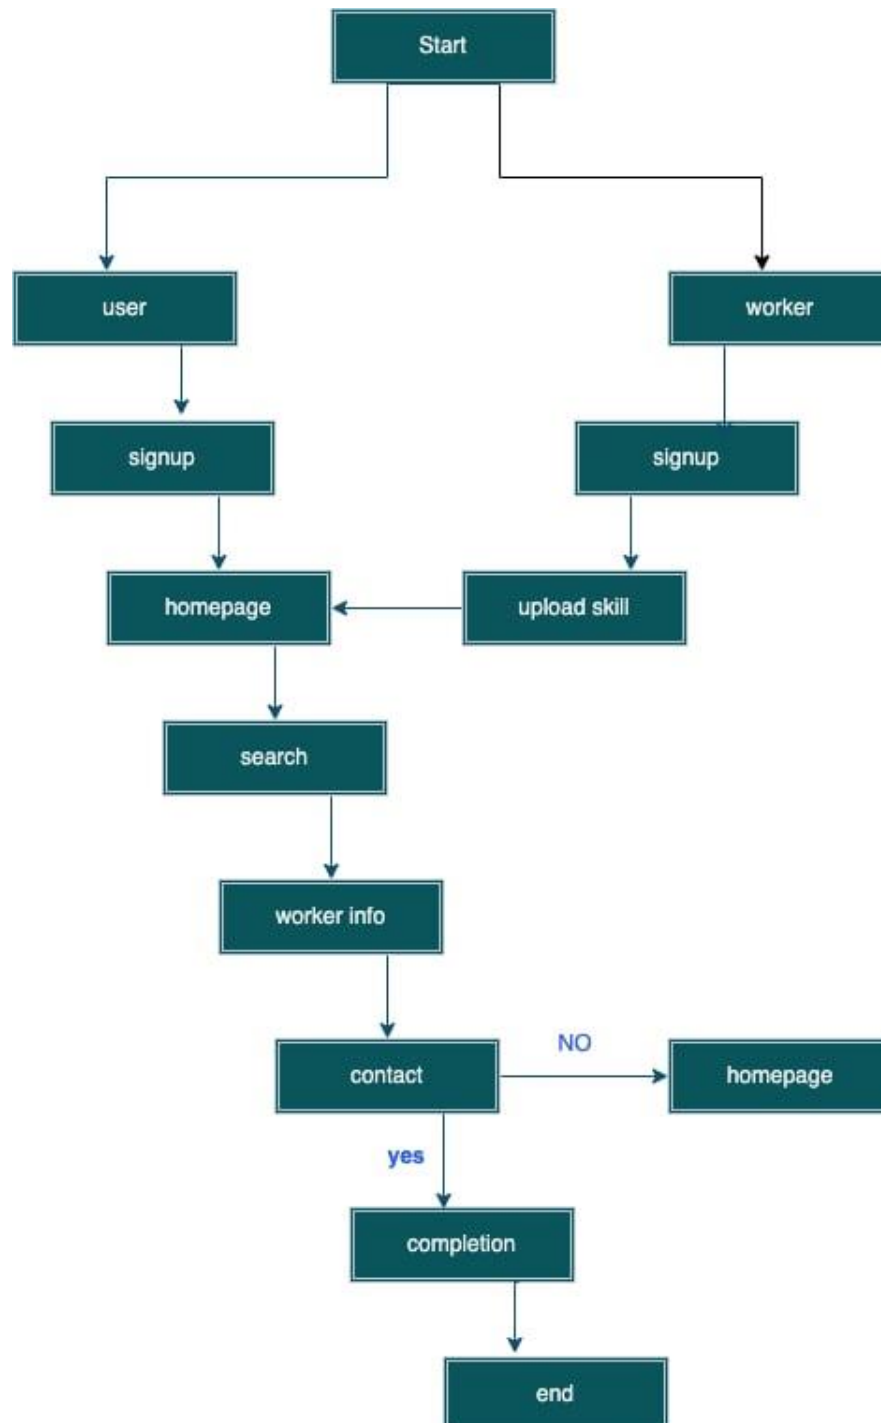 Start
user
worker
signup
signup
homepage
upload skill
search
worker info
NO
contact
homepage
yes
completion
end